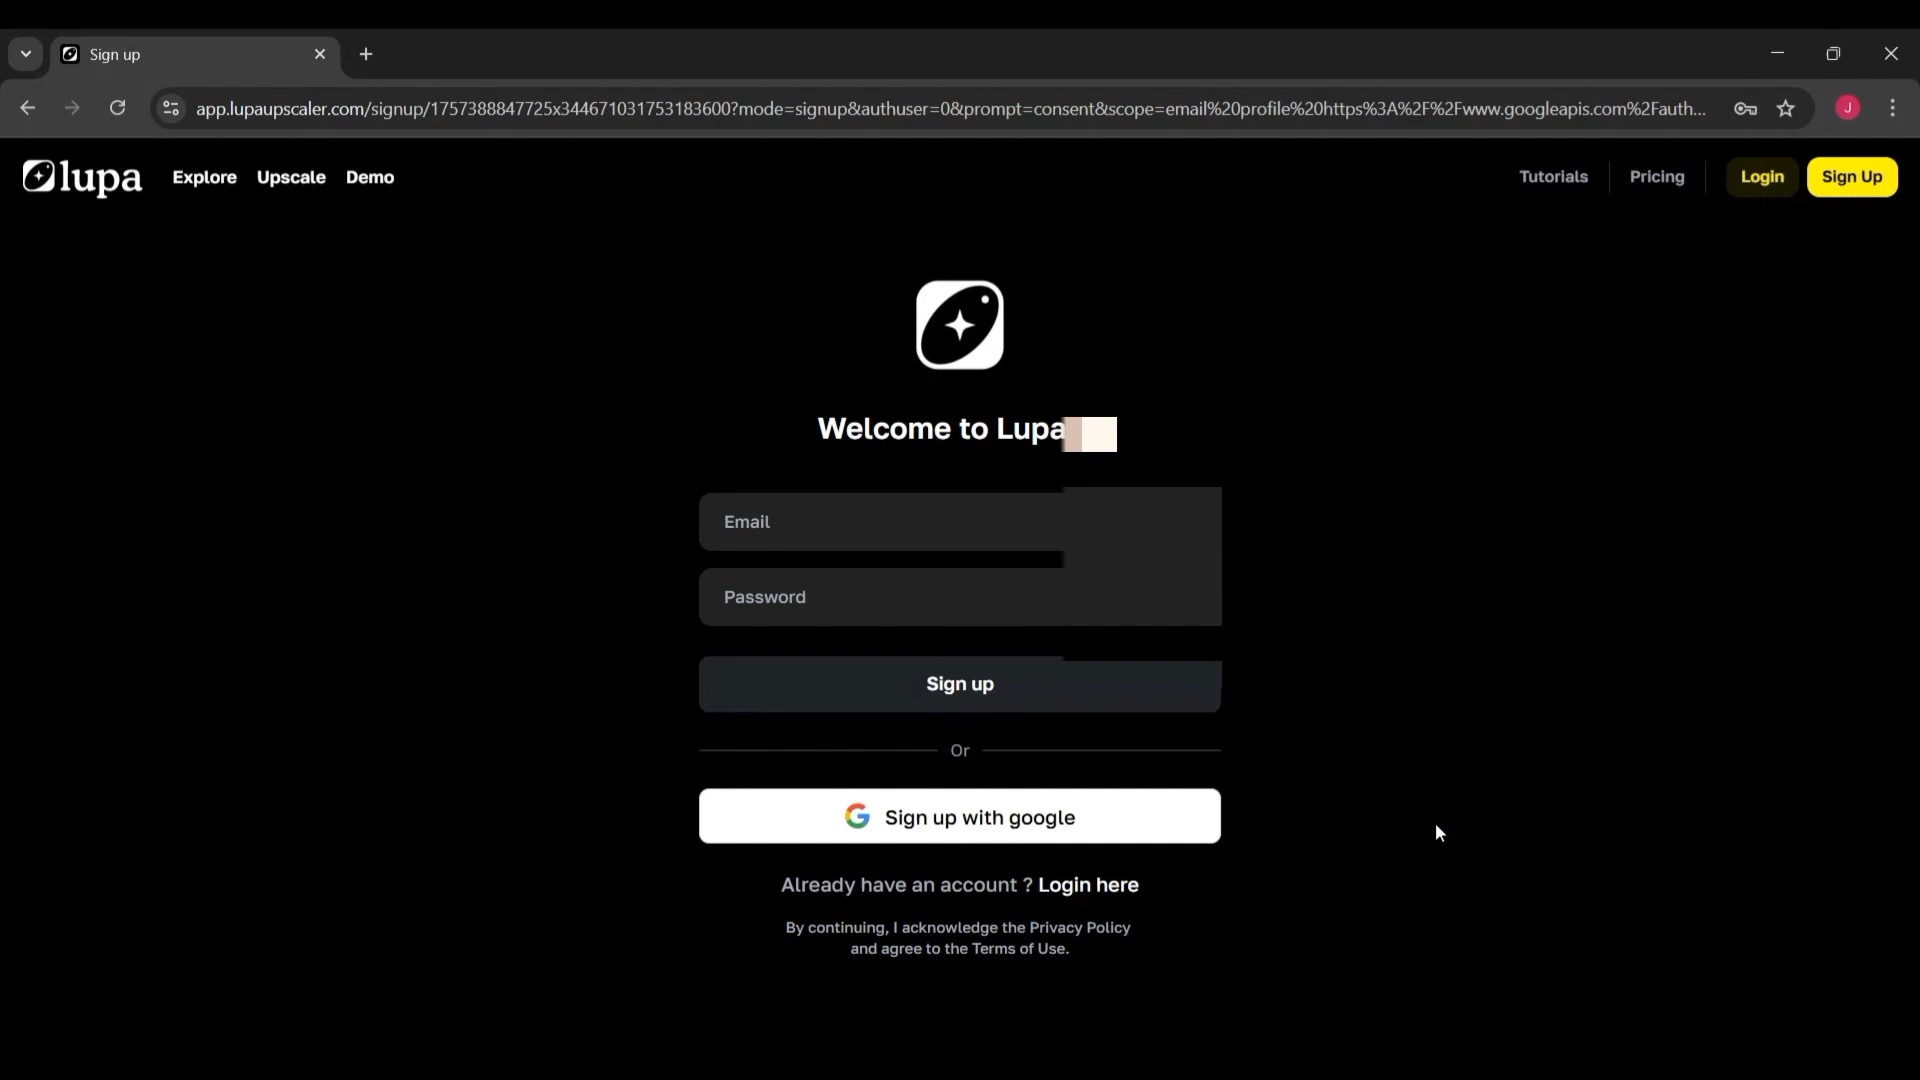 Sign up
app.lupaupscaler.com/signup/1757388847725x344671031753183600?mode=signup&authuser=0&prompt=consent&scope=email%20profile%20https%3A%2F%2Fwww.googleapis.com%2Fauth...
J
lupa Explore Upscale Demo Tutorials Pricing Login Sign Up
Welcome to Lupa
Email
Password
Sign up
Or
Sign up with google
Already have an account ? Login here
By continuing, I acknowledge the Privacy Policy
and agree to the Terms of Use.